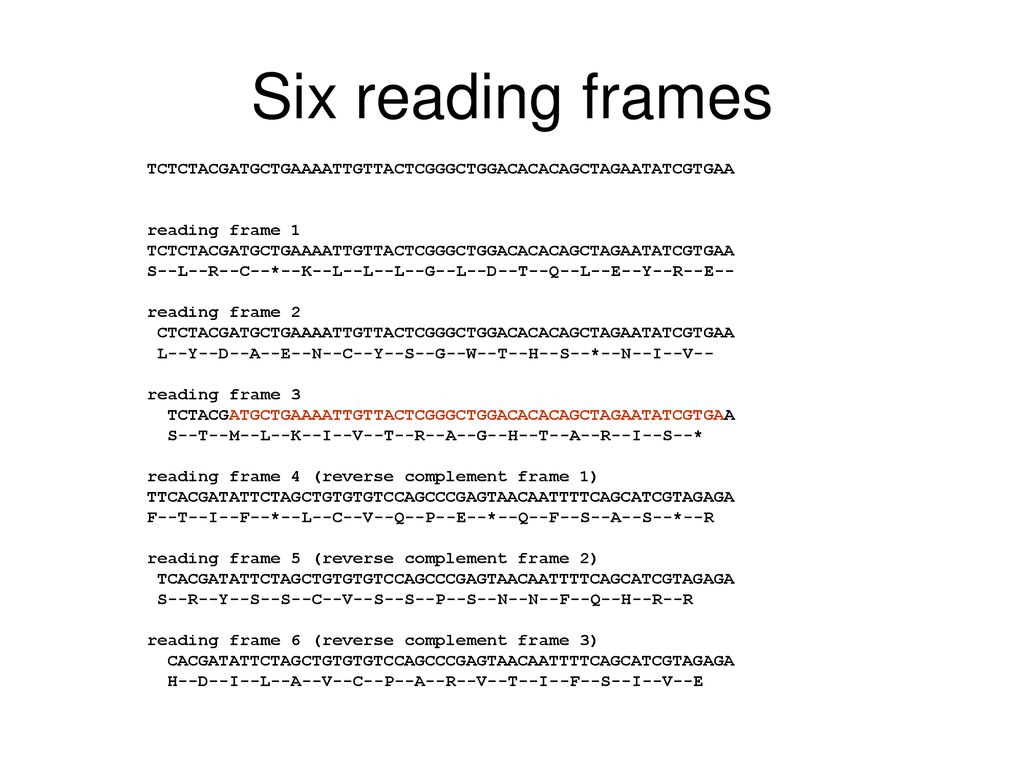 Six reading frames
TCTCTACGATGCTGAAAATTGTTACTCGGGCTGGACACACAGCTAGAATATCGTGAA
reading frame 1
TCTCTACGATGCTGAAAATTGTTACTCGGGCTGGACACACAGCTAGAATATCGTGAA
S--L--R--C--*--K--L--L--L--G--L--D--T--Q--L--E--Y--R--E--
reading frame 2
CTCTACGATGCTGAAAATTGTTACTCGGGCTGGACACACAGCTAGAATATCGTGAA
L--Y--D--A--E--N--C--Y--S--G--W--T--H--S--*--N--I--V--
reading frame 3
TCTACGATGCTGAAAATTGTTACTCGGGCTGGACACACAGCTAGAATATCGTGAA
S--T--M--L--K--I--V--T--R--A--G--H--T--A--R--I--S--*
reading frame 4 (reverse complement frame 1)
TTCACGATATTCTAGCTGTGTGTCCAGCCCGAGTAACAATTTTCAGCATCGTAGAGA
F--T--I--F--*--L--C--V--Q--P--E--*--Q--F--S--A--S--*--R
reading frame 5 (reverse complement frame 2)
TCACGATATTCTAGCTGTGTGTCCAGCCCGAGTAACAATTTTCAGCATCGTAGAGA
S--R--Y--S--S--C--V--S--S--P--S--N--N--F--Q--H--R--R
reading frame 6 (reverse complement frame 3)
CACGATATTCTAGCTGTGTGTCCAGCCCGAGTAACAATTTTCAGCATCGTAGAGA
H--D--I--L--A--V--C--P--A--R--V--T--I--F--S--I--V--E